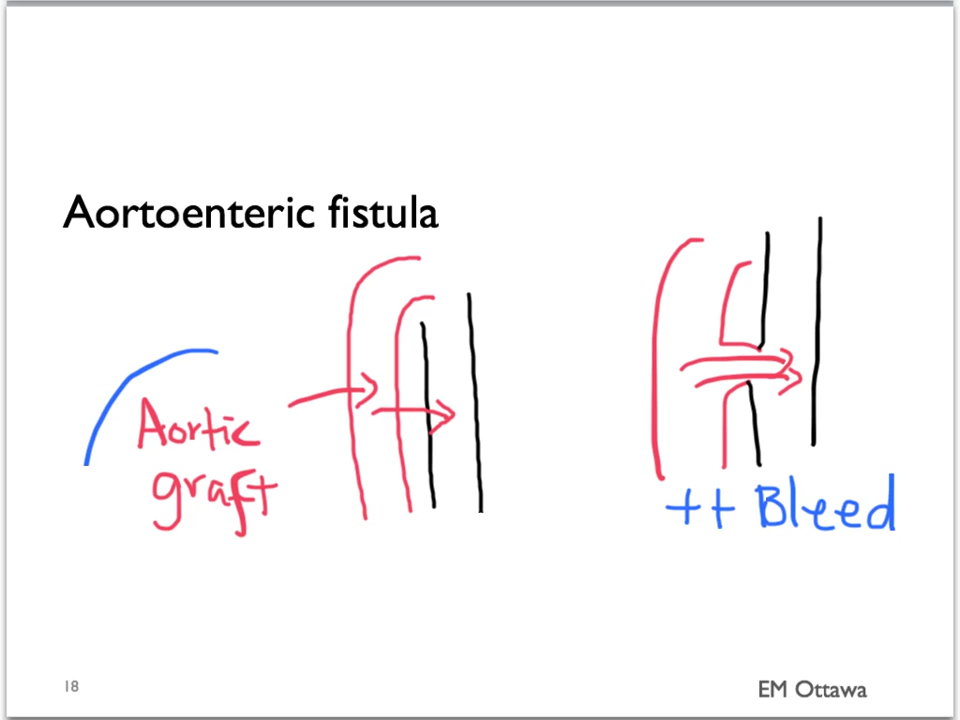 Aortoenteric fistula
Aortic
graft
++ Bleed
18
EM Ottawa